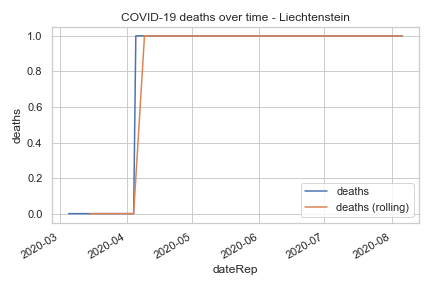 COVID-19 deaths over time - Liechtenstein
1.0
0.8
0.6
0.4
0.2
0.0
deaths
deaths
deaths (rolling)
2020-03
2020-04
2020-05
2020-06
2020-07
2020-08
dateRep